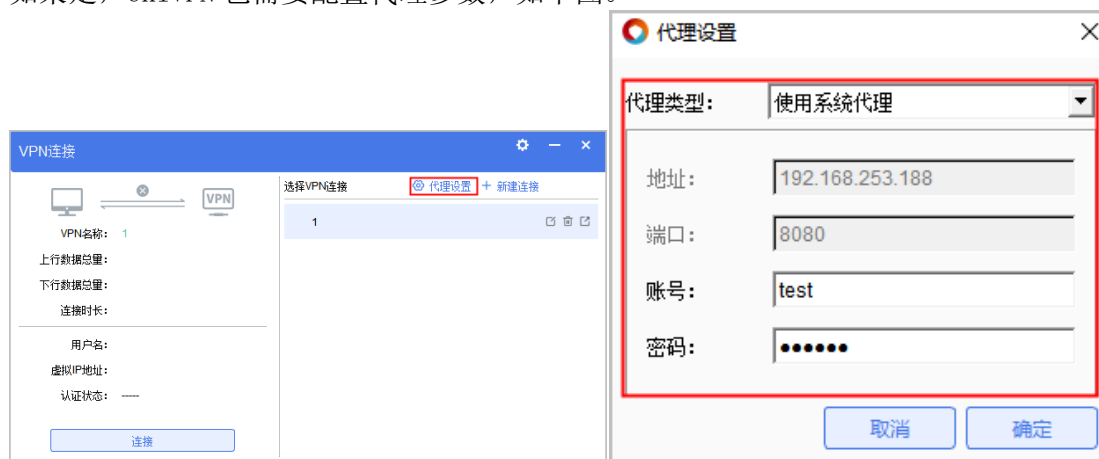 代理设置
代理类型: 使用系统代理
地址: 192.168.253.188
端口: 8080
账号: test
密码: ●●●●●●
取消 确定
VPN连接
VPN
VPN名称: 1
上行数据总量:
下行数据总量:
连接时长:
用户名:
虚拟IP地址:
认证状态: -----
连接
选择VPN连接 代理设置 + 新建连接
1